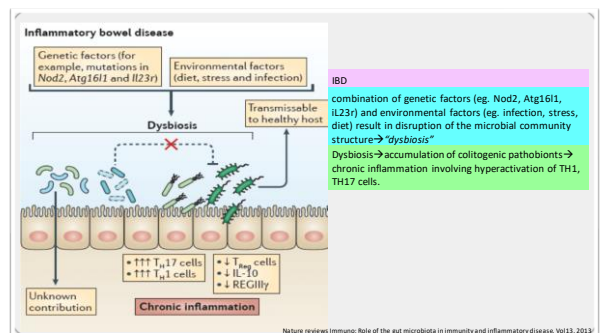 Inflammatory bowel disease
Genetic factors (for
example, mutations in
Nod2, Atg16l1 and Il23r)
Environmental factors
(diet, stress and infection)
Transmissable
to healthy host
Dysbiosis
• ↑↑↑ TH17 cells
• ↑↑↑ TH1 cells
• ↓ TReg cells
• ↓ IL-10
• ↓ REGIIIγ
Unknown
contribution
Chronic inflammation
IBD
combination of genetic factors (eg. Nod2, Atg16l1,
iL23r) and environmental factors (eg. infection, stress,
diet) result in disruption of the microbial community
structure→"dysbiosis"
Dysbiosis→accumulation of colitogenic pathobionts→
chronic inflammation involving hyperactivation of TH1,
TH17 cells.
Nature reviews Immuno: Role of the gut microbiota in immunity and inflammatory disease. Vol13. 2013